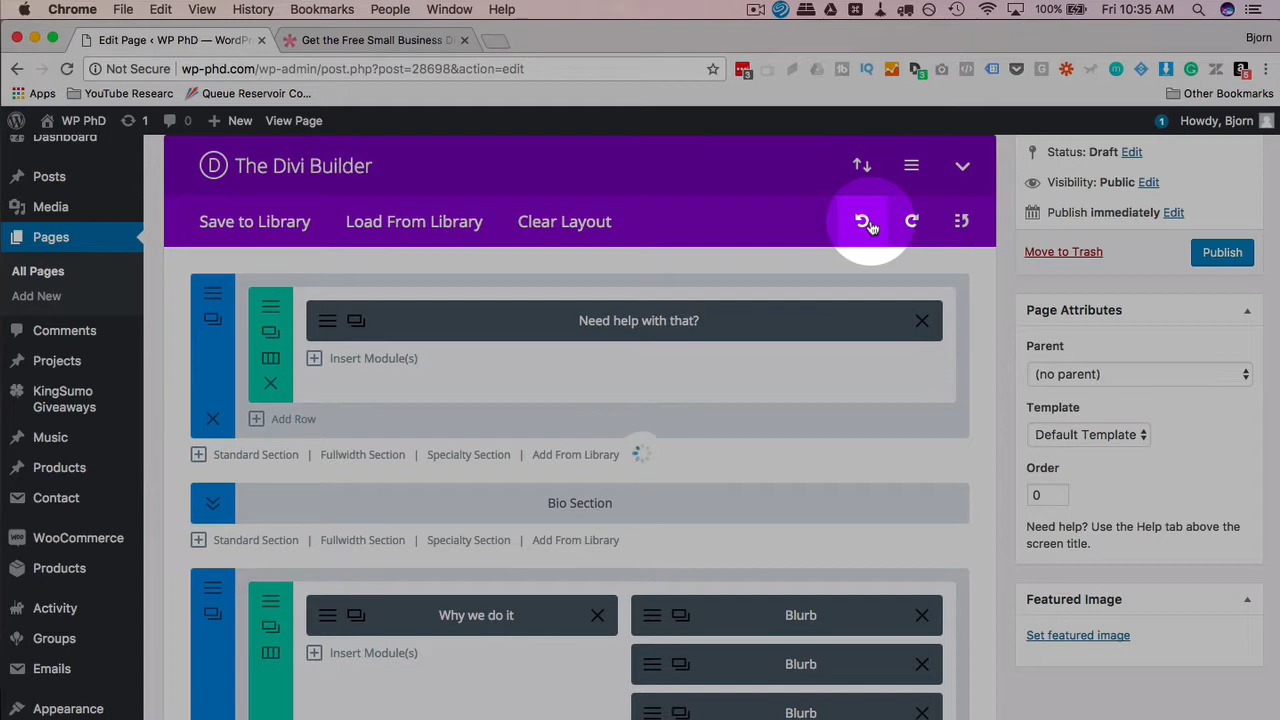 Chrome File Edit View History Bookmarks People Window Help 100% Fri 10:35 AM
Edit Page < WP PhD — WordPr Get the Free Small Business D Bjorn
Not Secure wp-phd.com/wp-admin/post.php?post=28698&action=edit
Apps YouTube Researc Queue Reservoir Co... Other Bookmarks
WP PhD 1 0 New View Page 1 Howdy, Bjorn
Dashboard
Posts
Media
Pages
All Pages
Add New
Comments
Projects
KingSumo
Giveaways
Music
Products
Contact
WooCommerce
Products
Activity
Groups
Emails
Appearance
D The Divi Builder
Save to Library Load From Library Clear Layout
Need help with that?
Insert Module(s)
Add Row
Standard Section | Fullwidth Section | Specialty Section | Add From Library
Bio Section
Standard Section | Fullwidth Section | Specialty Section | Add From Library
Why we do it Blurb
Insert Module(s)
Blurb
Blurb
Status: Draft Edit
Visibility: Public Edit
Publish immediately Edit
Move to Trash Publish
Page Attributes
Parent
(no parent)
Template
Default Template
Order
0
Need help? Use the Help tab above the
screen title.
Featured Image
Set featured image